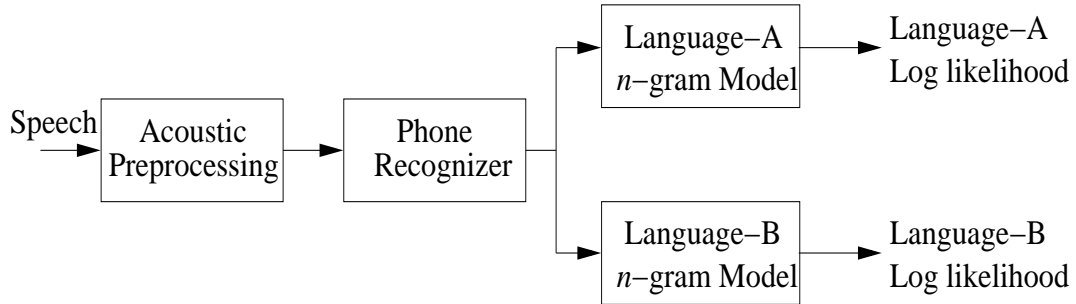 Speech
Acoustic
Preprocessing
Phone
Recognizer
Language−A
n−gram Model
Language−A
Log likelihood
Language−B
n−gram Model
Language−B
Log likelihood